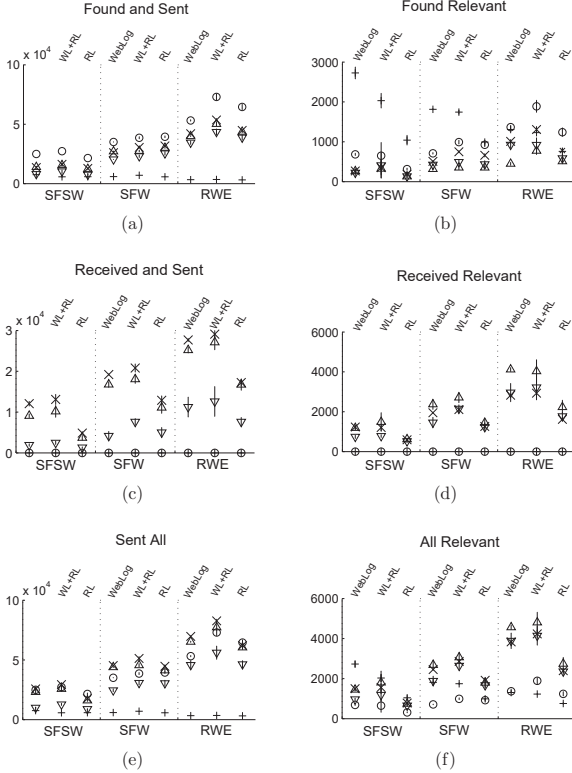 Found and Sent
x 10^4
WL+RL
RL
WebLog
WL+RL
RL
WebLog
WL+RL
RL
10
5
0
SFSW
SFW
RWE
(a)
Found Relevant
WebLog
WL+RL
RL
WebLog
WL+RL
RL
WebLog
WL+RL
RL
3000
2000
1000
0
SFSW
SFW
RWE
(b)
Received and Sent
x 10^4
WL+RL
RL
WebLog
WL+RL
RL
WebLog
WL+RL
RL
3
2
1
0
SFSW
SFW
RWE
(c)
Received Relevant
WebLog
WL+RL
RL
WebLog
WL+RL
RL
WebLog
WL+RL
RL
6000
4000
2000
0
SFSW
SFW
RWE
(d)
Sent All
x 10^4
WL+RL
RL
WebLog
WL+RL
RL
WebLog
WL+RL
RL
10
5
0
SFSW
SFW
RWE
(e)
All Relevant
WebLog
WL+RL
RL
WebLog
WL+RL
RL
WebLog
WL+RL
RL
6000
4000
2000
0
SFSW
SFW
RWE
(f)